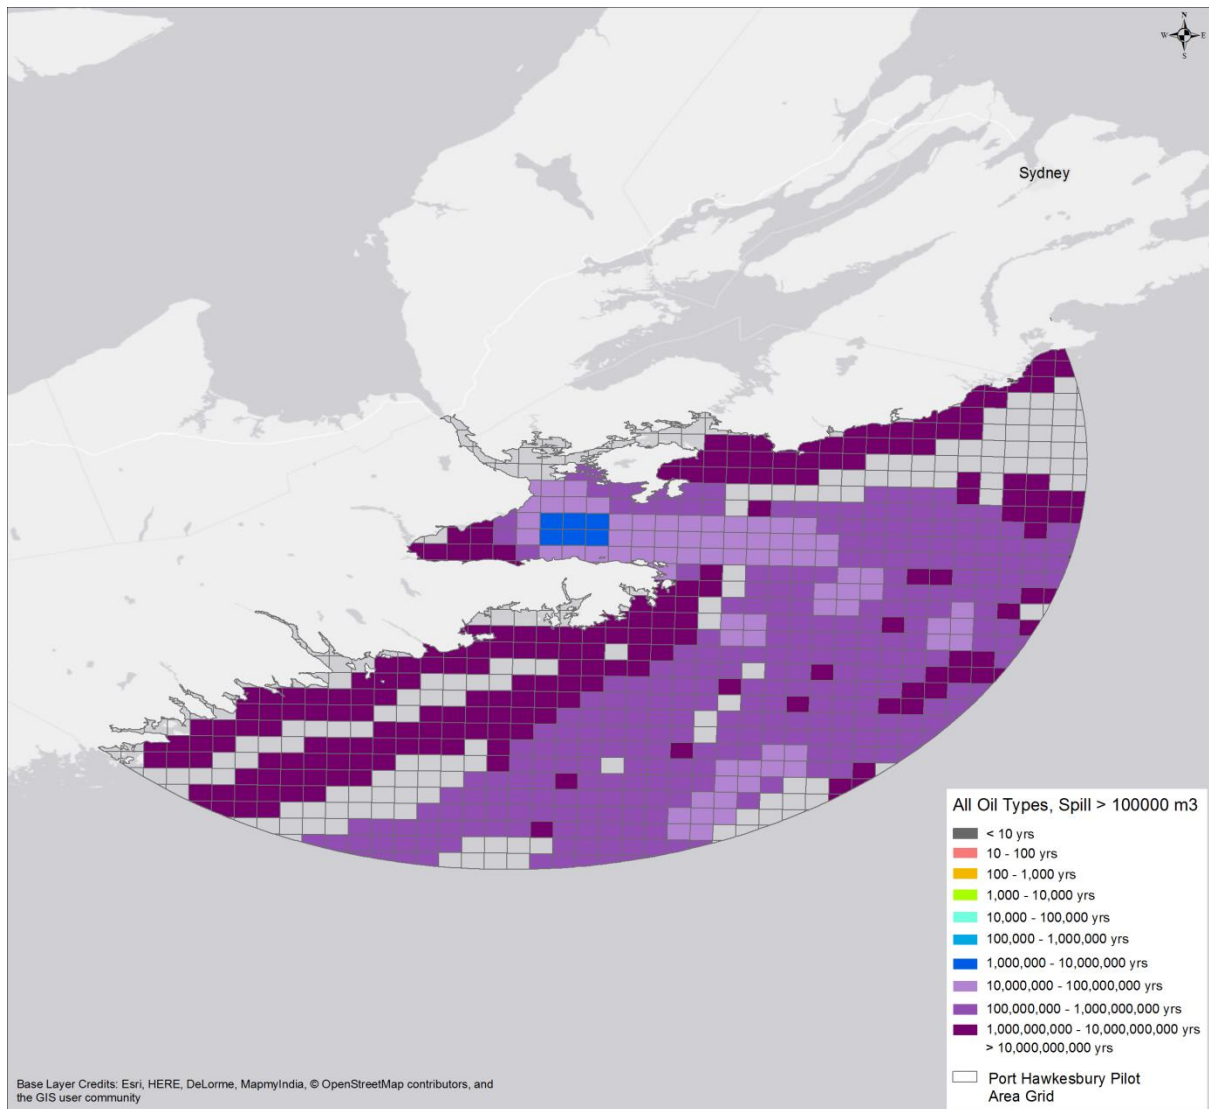 N
W E
S
Sydney
All Oil Types, Spill > 100000 m3
< 10 yrs
10 - 100 yrs
100 - 1,000 yrs
1,000 - 10,000 yrs
10,000 - 100,000 yrs
100,000 - 1,000,000 yrs
1,000,000 - 10,000,000 yrs
10,000,000 - 100,000,000 yrs
100,000,000 - 1,000,000,000 yrs
1,000,000,000 - 10,000,000,000 yrs
> 10,000,000,000 yrs
Port Hawkesbury Pilot
Area Grid
Base Layer Credits: Esri, HERE, DeLorme, MapmyIndia, © OpenStreetMap contributors, and
the GIS user community